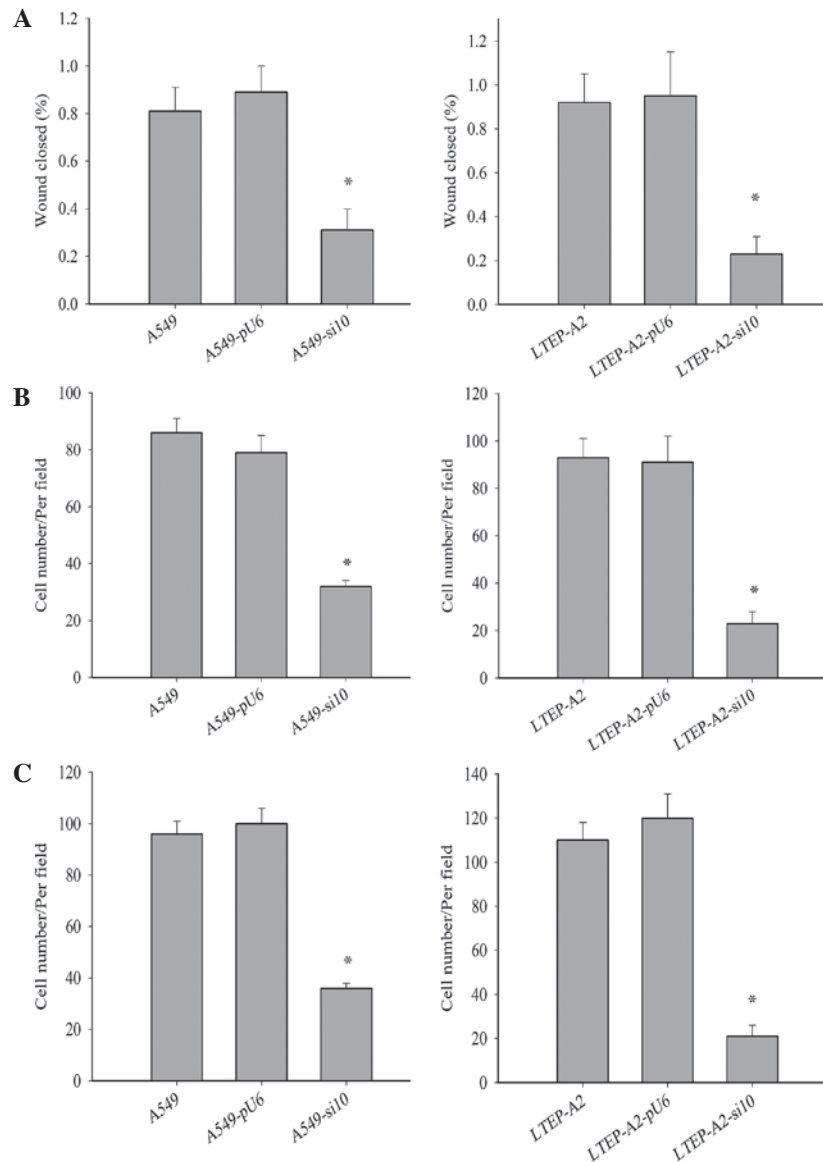 A
Wound closed (%)
1.2
1.0
0.8
0.6
0.4
0.2
0.0
*
A549
A549-pU6
A549-si10
Wound closed (%)
1.2
1.0
0.8
0.6
0.4
0.2
0.0
*
LTEP-A2
LTEP-A2-pU6
LTEP-A2-si10
B
Cell number/Per field
100
80
60
40
20
0
*
A549
A549-pU6
A549-si10
Cell number/Per field
120
100
80
60
40
20
0
*
LTEP-A2
LTEP-A2-pU6
LTEP-A2-si10
C
Cell number/Per field
120
100
80
60
40
20
0
*
A549
A549-pU6
A549-si10
Cell number/Per field
140
120
100
80
60
40
20
0
*
LTEP-A2
LTEP-A2-pU6
LTEP-A2-si10